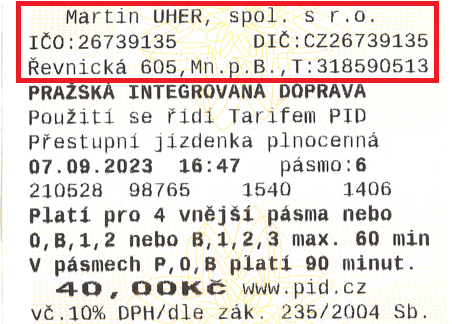 Martin UHER, spol. s r.o.
IČO:26739135 DIČ:CZ26739135
Řevnická 605,Mn.p.B.,T:318590513
PRAŽSKÁ INTEGROVANÁ DOPRAVA
Použití se řídí Tarifem PID
Přestupní jízdenka plnocenná
07.09.2023 16:47 pásmo:6
210528 98765 1540 1406
Platí pro 4 vnější pásma nebo
0,B,1,2 nebo B,1,2,3 max. 60 min
V pásmech P,0,B platí 90 minut.
40,00Kč www.pid.cz
vč.10% DPH/dle zák. 235/2004 Sb.